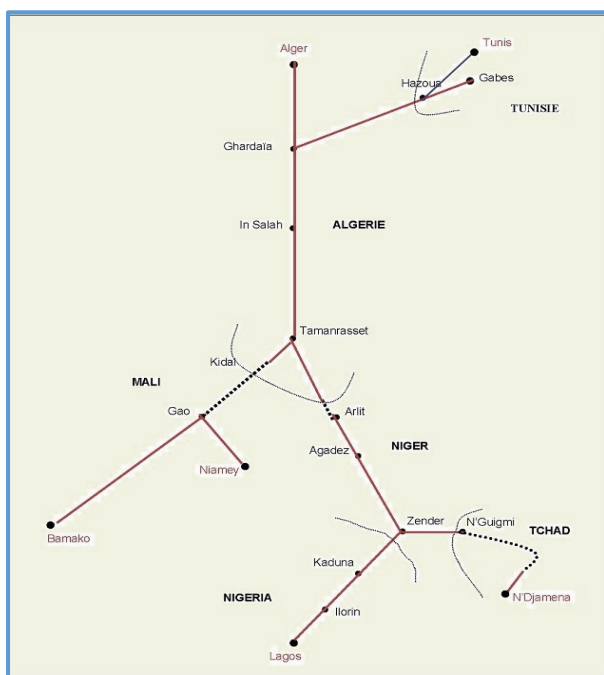 Tunis
Alger
Hazoua
Gabes
TUNISIE
Ghardaïa
In Salah
ALGERIE
Tamanrasset
Kidal
MALI
Gao
Arlit
Agadez
NIGER
Niamey
Zender
N'Guigmi
TCHAD
Bamako
Kaduna
NIGERIA
N'Djamena
Ilorin
Lagos